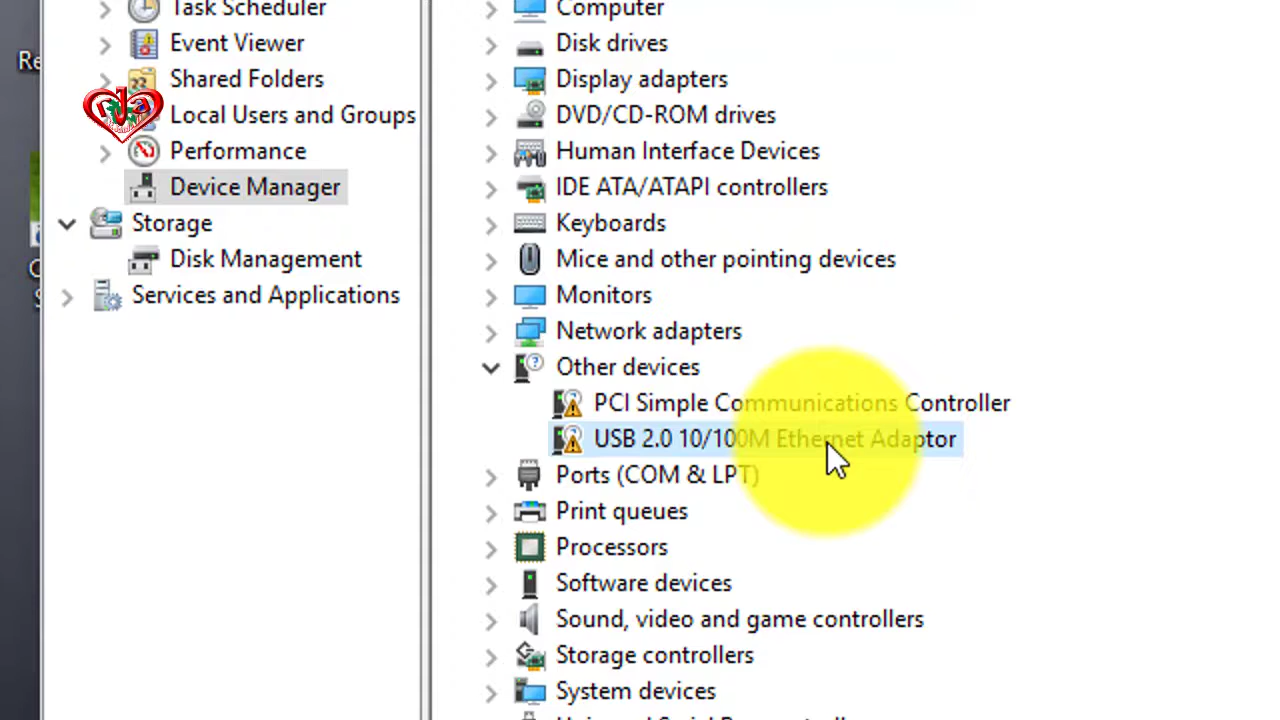 Task Scheduler
Event Viewer
Shared Folders
Local Users and Groups
Performance
Device Manager
Storage
Disk Management
Services and Applications
Computer
Disk drives
Display adapters
DVD/CD-ROM drives
Human Interface Devices
IDE ATA/ATAPI controllers
Keyboards
Mice and other pointing devices
Monitors
Network adapters
Other devices
PCI Simple Communications Controller
USB 2.0 10/100M Ethernet Adaptor
Ports (COM & LPT)
Print queues
Processors
Software devices
Sound, video and game controllers
Storage controllers
System devices